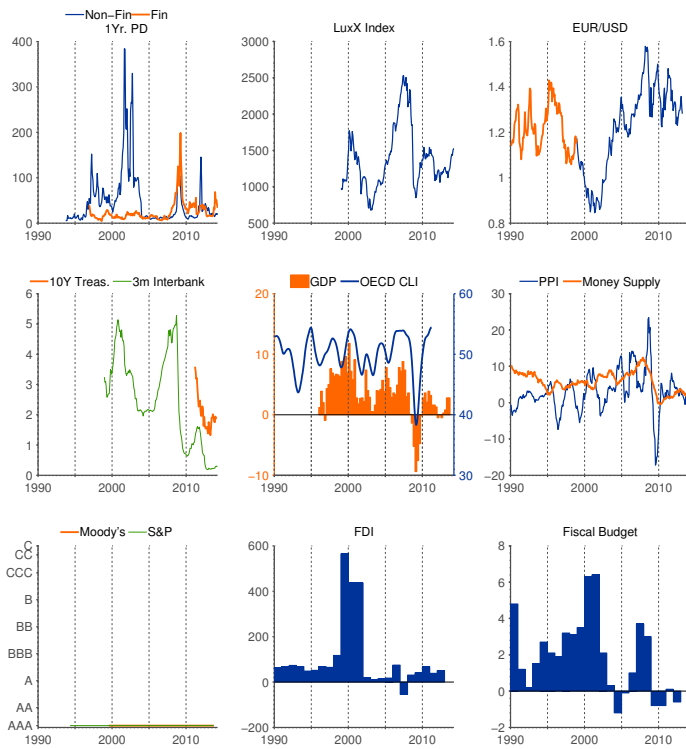 Non-Fin Fin
1Yr. PD
400
300
200
100
0
1990 2000 2010
LuxX Index
3000
2500
2000
1500
1000
500
1990 2000 2010
EUR/USD
1.6
1.4
1.2
1
0.8
1990 2000 2010
10Y Treas. 3m Interbank
6
5
4
3
2
1
0
1990 2000 2010
GDP OECD CLI
20 60
10 50
0 40
−10 30
1990 2000 2010
PPI Money Supply
30
20
10
0
−10
−20
1990 2000 2010
Moody's S&P
C
CC
CCC
B
BB
BBB
A
AA
AAA
1990 2000 2010
FDI
600
400
200
0
−200
1990 2000 2010
Fiscal Budget
8
6
4
2
0
−2
1990 2000 2010